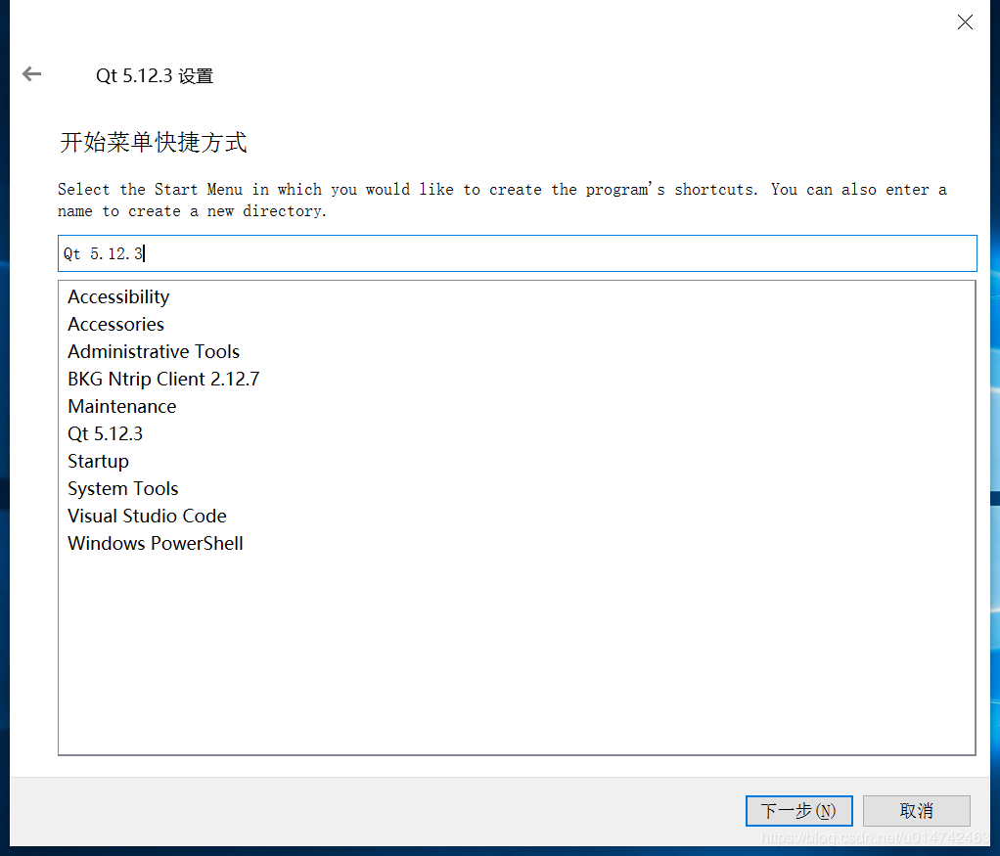 Qt 5.12.3 设置
开始菜单快捷方式
Select the Start Menu in which you would like to create the program's shortcuts. You can also enter a
name to create a new directory.
Qt 5.12.3
Accessibility
Accessories
Administrative Tools
BKG Ntrip Client 2.12.7
Maintenance
Qt 5.12.3
Startup
System Tools
Visual Studio Code
Windows PowerShell
下一步(N)
取消
https://blog.csdn.net/u014742463